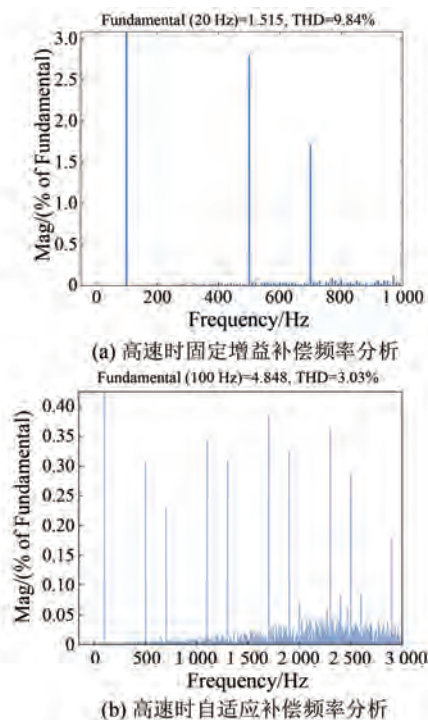 Fundamental (20 Hz)=1.515, THD=9.84%
3.0
2.5
2.0
1.5
1.0
0.5
0
Mag/(% of Fundamental)
0 200 400 600 800 1 000
Frequency/Hz
(a) 高速时固定增益补偿频率分析
Fundamental (100 Hz)=4.848, THD=3.03%
0.40
0.35
0.30
0.25
0.20
0.15
0.10
0.05
0
Mag/(% of Fundamental)
0 500 1 000 1 500 2 000 2 500 3 000
Frequency/Hz
(b) 高速时自适应补偿频率分析